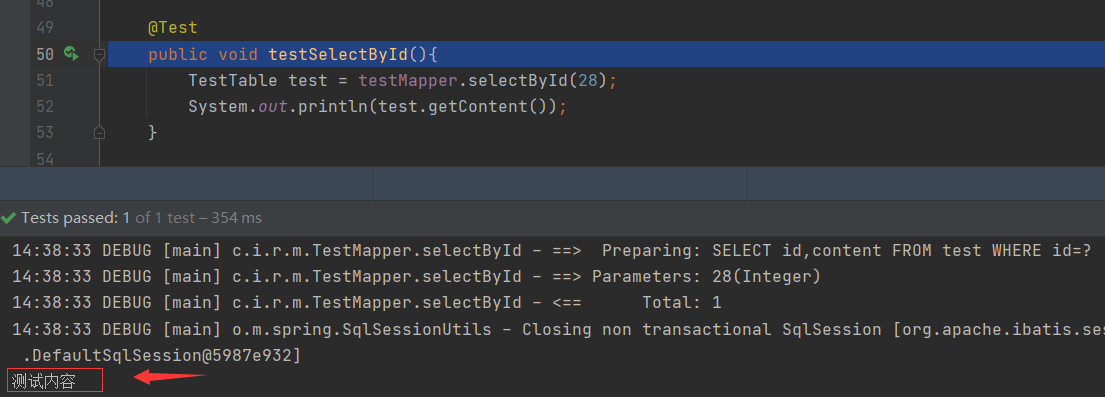 48
49 @Test
50 public void testSelectById(){
51 TestTable test = testMapper.selectById(28);
52 System.out.println(test.getContent());
53 }
54
Tests passed: 1 of 1 test – 354 ms
14:38:33 DEBUG [main] c.i.r.m.TestMapper.selectById - ==>  Preparing: SELECT id,content FROM test WHERE id=?
14:38:33 DEBUG [main] c.i.r.m.TestMapper.selectById - ==> Parameters: 28(Integer)
14:38:33 DEBUG [main] c.i.r.m.TestMapper.selectById - <==      Total: 1
14:38:33 DEBUG [main] o.m.spring.SqlSessionUtils - Closing non transactional SqlSession [org.apache.ibatis.ses
.DefaultSqlSession@5987e932]
测试内容